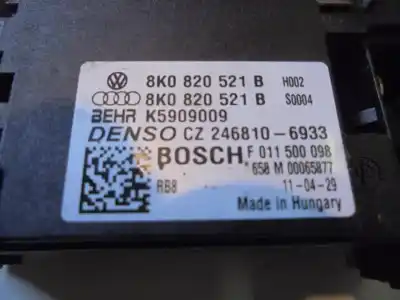 8K0 820 521 B H002
8K0 820 521 B S0004
BEHR K5909009
DENSO CZ 246810-6933
BOSCH F 011 500 098
*658 M 00065877
RB8 11-04-29
Made in Hungary